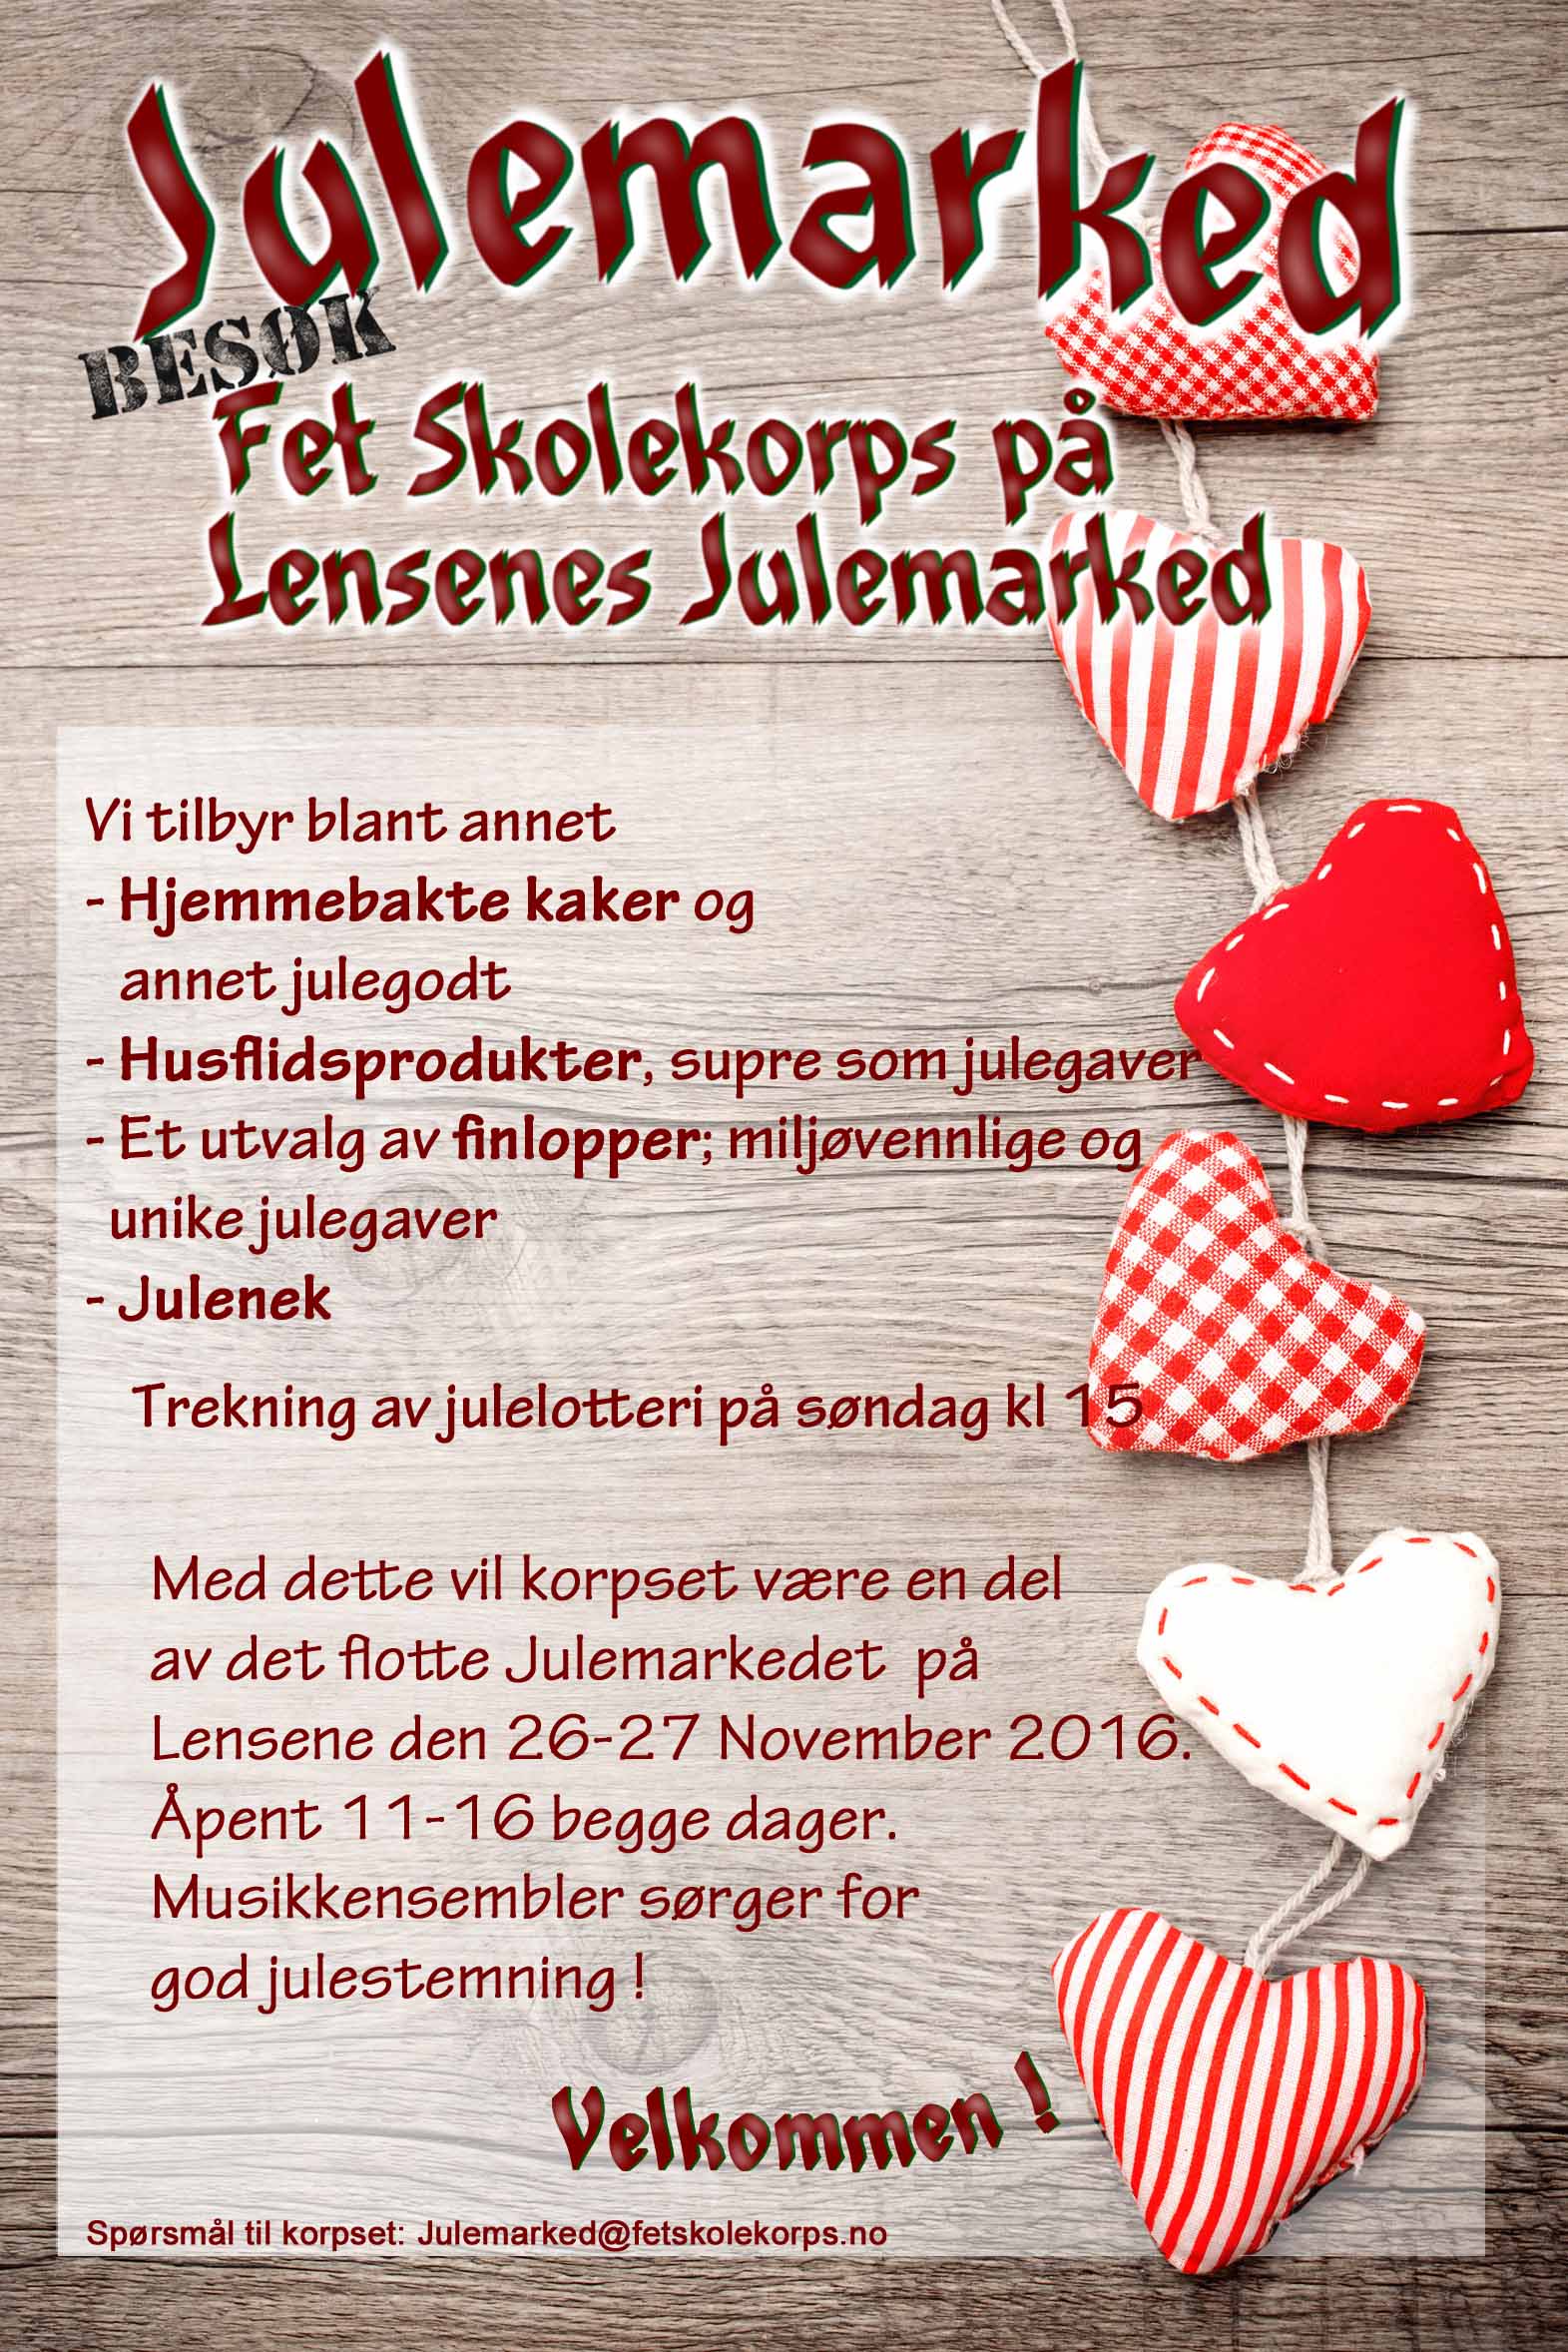 Julemarked
BESØK
Fet Skolekorps på
Lensenes Julemarked
Vi tilbyr blant annet
- Hjemmebakte kaker og
annet julegodt
- Husflidsprodukter, supre som julegaver
- Et utvalg av finlopper; miljøvennlige og
unike julegaver
- Julenek
Trekning av julelotteri på søndag kl 15
Med dette vil korpset være en del
av det flotte Julemarkedet på
Lensene den 26-27 November 2016.
Åpent 11-16 begge dager.
Musikkensembler sørger for
god julestemning !
Velkommen !
Spørsmål til korpset: Julemarked@fetskolekorps.no